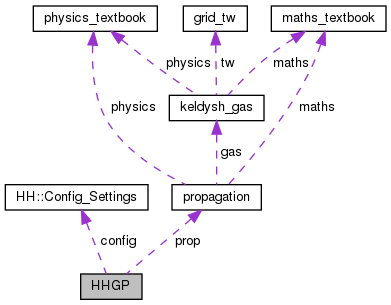 physics_textbook
grid_tw
maths_textbook
physics
tw
maths
keldysh_gas
physics
maths
gas
HH::Config_Settings
propagation
config
prop
HHGP